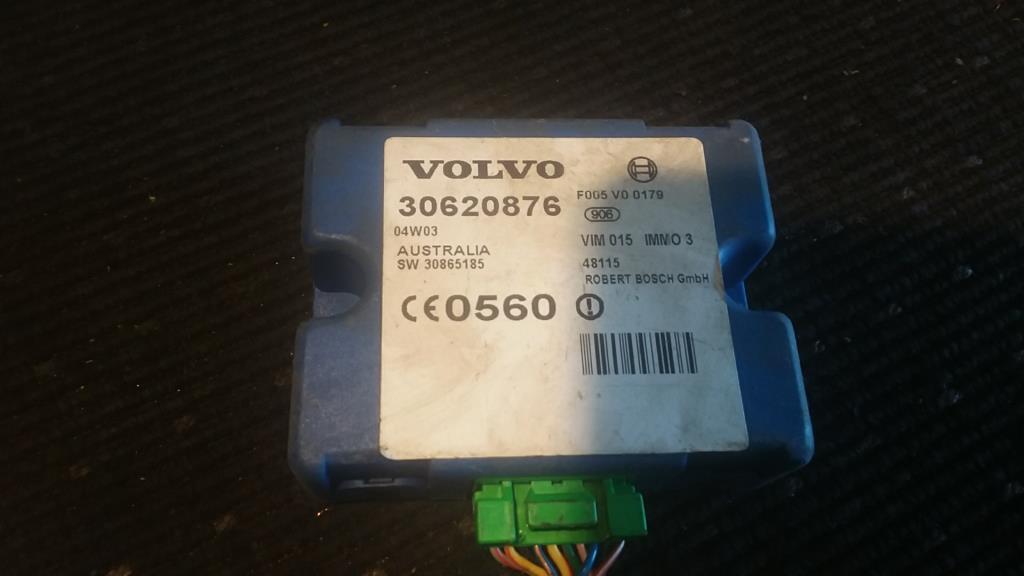 VOLVO
30620876
04W03
AUSTRALIA
SW 30865185
CE0560
F005 V0 0179
906
VIM 015 IMMO 3
48115
ROBERT BOSCH GmbH